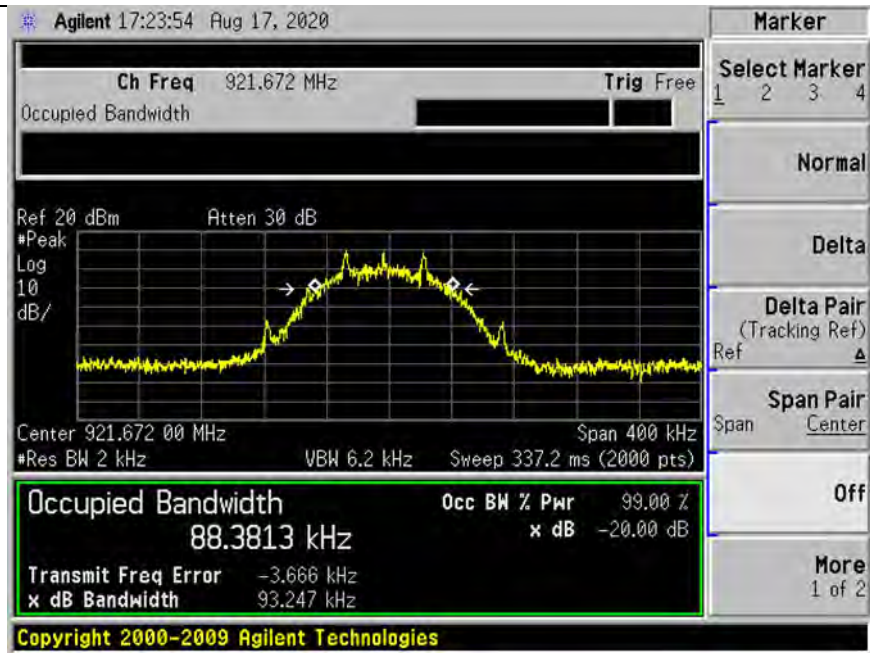 Agilent 17:23:54 Aug 17, 2020
Marker
Ch Freq 921.672 MHz Trig Free
Occupied Bandwidth
Select Marker
1 2 3 4
Normal
Delta
Delta Pair
(Tracking Ref)
Ref Δ
Span Pair
Span Center
Off
More
1 of 2
Ref 20 dBm Atten 30 dB
#Peak
Log
10
dB/
Center 921.672 00 MHz Span 400 kHz
#Res BW 2 kHz VBW 6.2 kHz Sweep 337.2 ms (2000 pts)
Occupied Bandwidth Occ BW % Pwr 99.00 %
88.3813 kHz x dB -20.00 dB
Transmit Freq Error -3.666 kHz
x dB Bandwidth 93.247 kHz
Copyright 2000-2009 Agilent Technologies